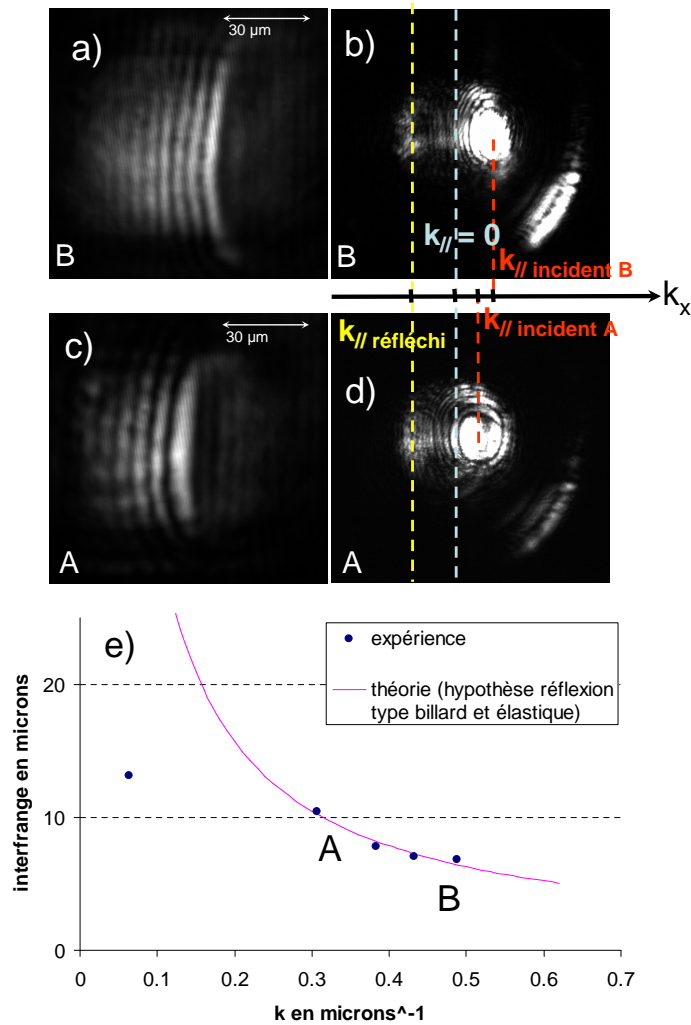 30 µm
a)
B
b)
k// = 0
B
k// incident B
kx
k// incident A
k// réfléchi
30 µm
c)
A
d)
A
e)
expérience
théorie (hypothèse réflexion
type billard et élastique)
20
10
0
A
B
interfrange en microns
0
0.1
0.2
0.3
0.4
0.5
0.6
0.7
k en microns^-1